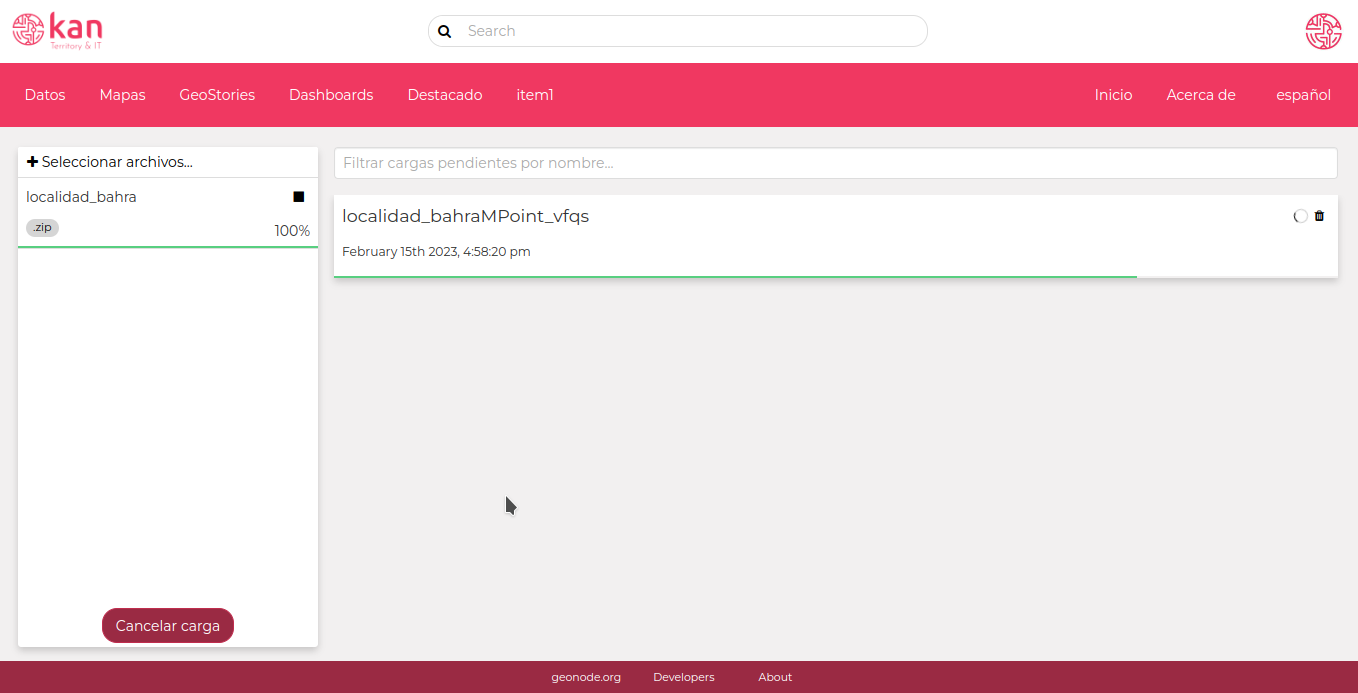 kan
Territory & IT
Search
Datos Mapas GeoStories Dashboards Destacado item1 Inicio Acerca de español
Seleccionar archivos...
localidad_bahra
.zip
100%
Cancelar carga
Filtrar cargas pendientes por nombre...
localidad_bahraMPoint_vfqs
February 15th 2023, 4:58:20 pm
geonode.org Developers About